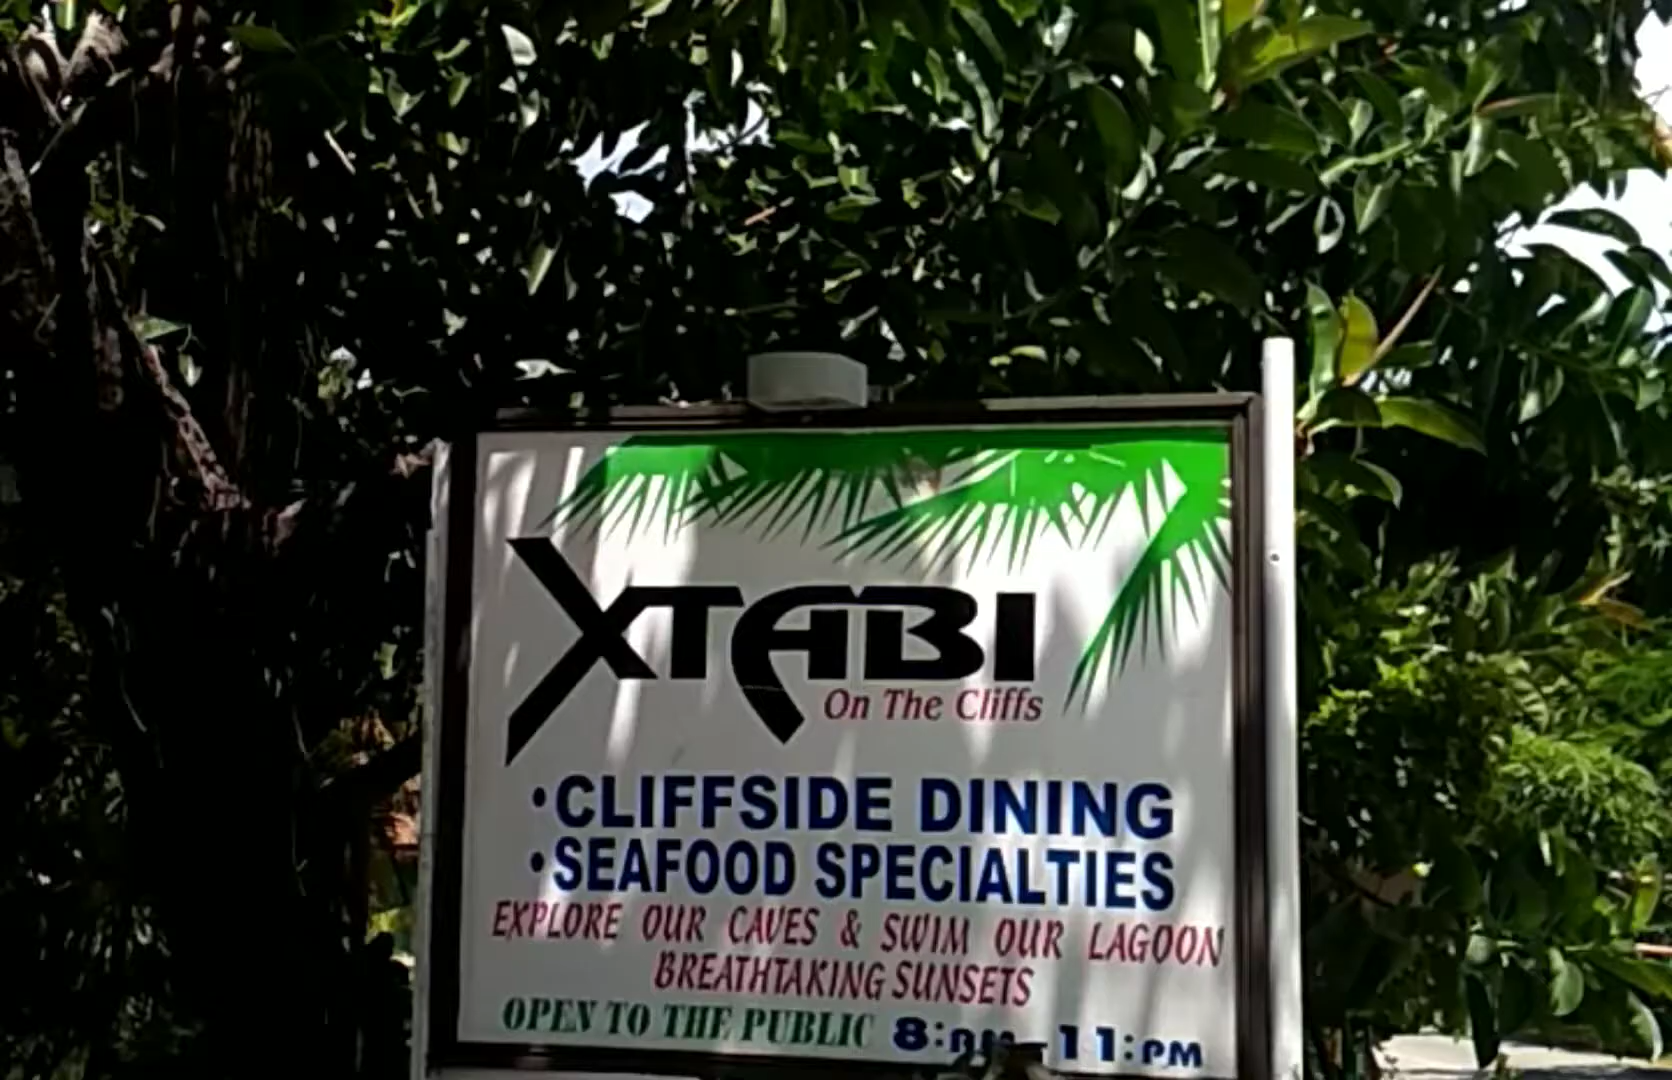 XTABI
On The Cliffs
•CLIFFSIDE DINING
•SEAFOOD SPECIALTIES
EXPLORE OUR CAVES & SWIM OUR LAGOON
BREATHTAKING SUNSETS
OPEN TO THE PUBLIC 8:AM-11:PM